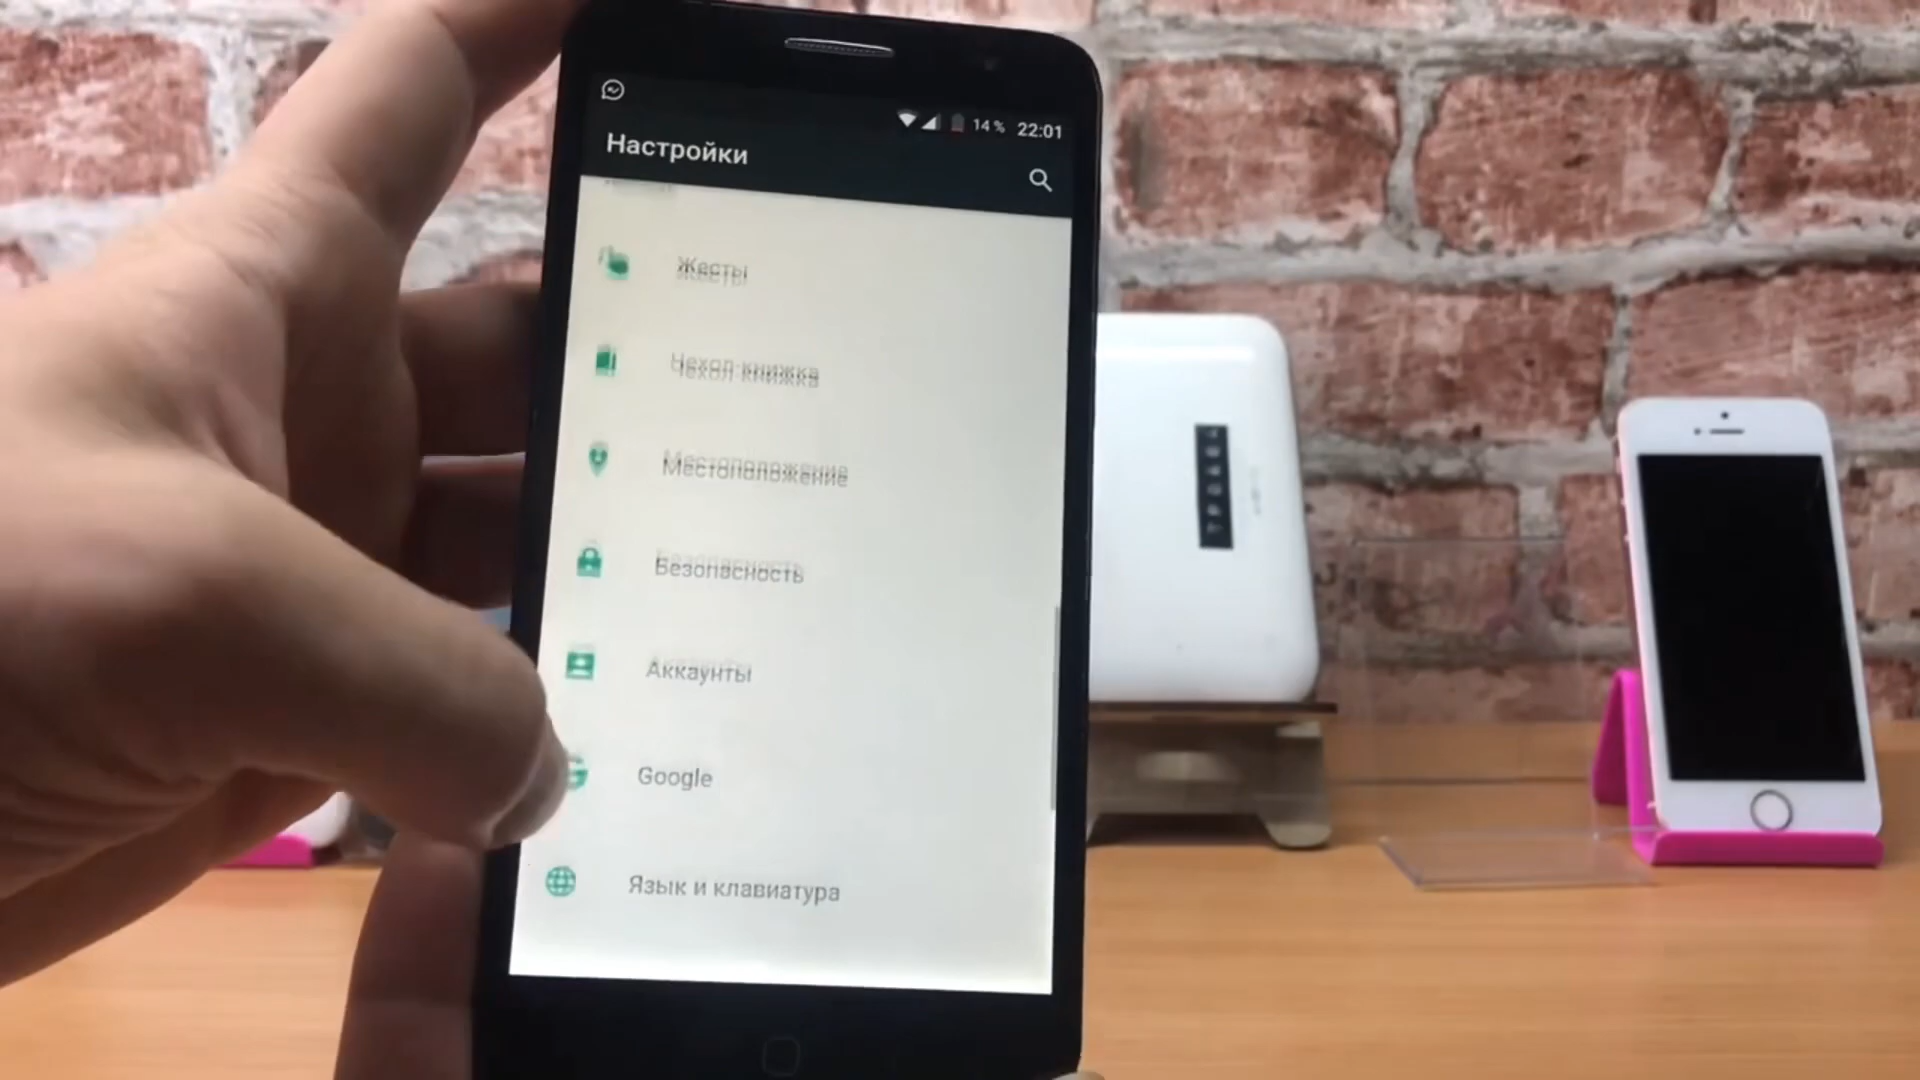 14 % 22:01
Настройки
Жесты
Чехол-книжка
Местоположение
Безопасность
Аккаунты
Google
Язык и клавиатура